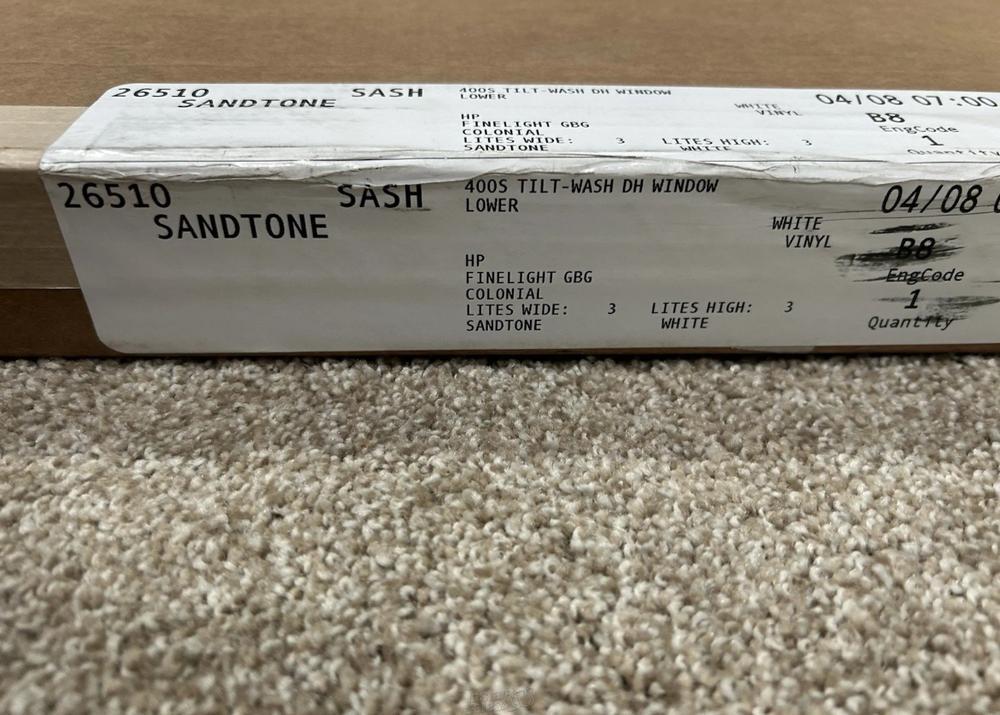 26510 SASH
SANDTONE
400S TILT-WASH DH WINDOW
LOWER
WHITE
VINYL
HP
FINELIGHT GBG
COLONIAL
LITES WIDE: 3 LITES HIGH: 3
SANDTONE WHITE
04/08 07:00
B8
EngCode
1
Quantity
26510 SASH
SANDTONE
400S TILT-WASH DH WINDOW
LOWER
WHITE
VINYL
HP
FINELIGHT GBG
COLONIAL
LITES WIDE: 3 LITES HIGH: 3
SANDTONE WHITE
04/08
B8
EngCode
1
Quantity